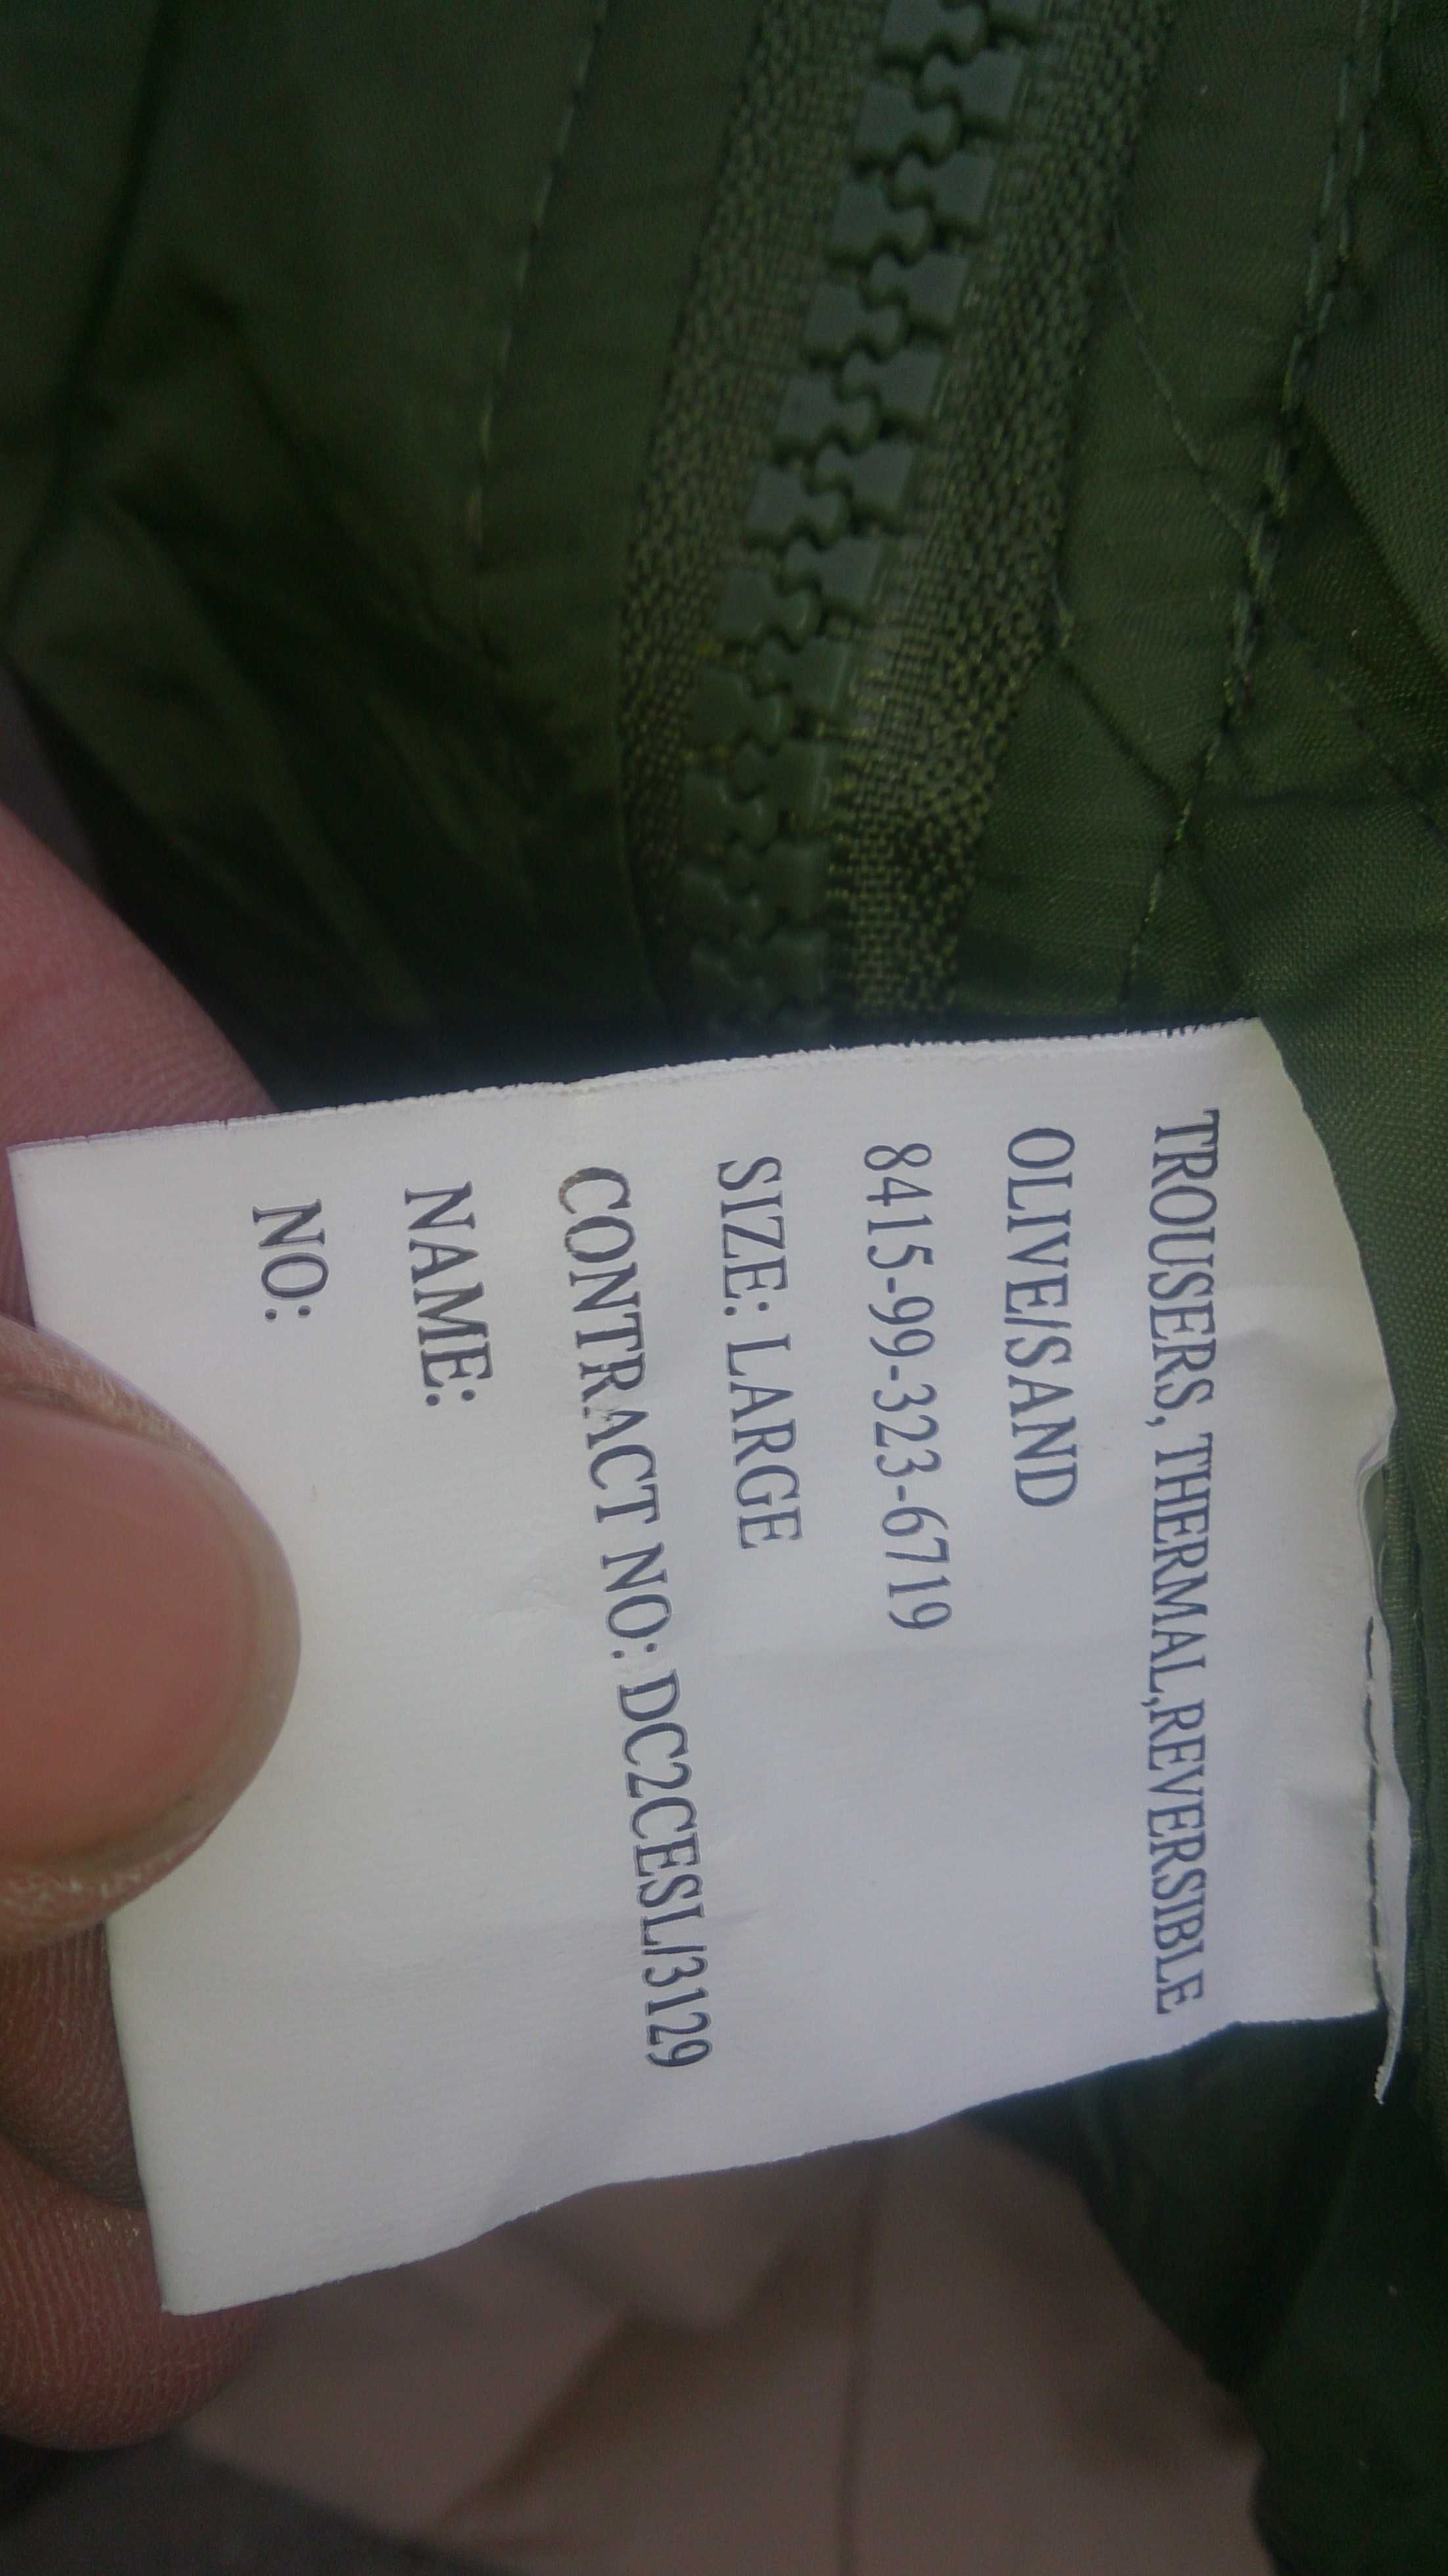 TROUSERS, THERMAL,REVERSIBLE
OLIVE/SAND
8415-99-323-6719
SIZE: LARGE
CONTRACT NO: DC2CESL/3129
NAME:
NO: